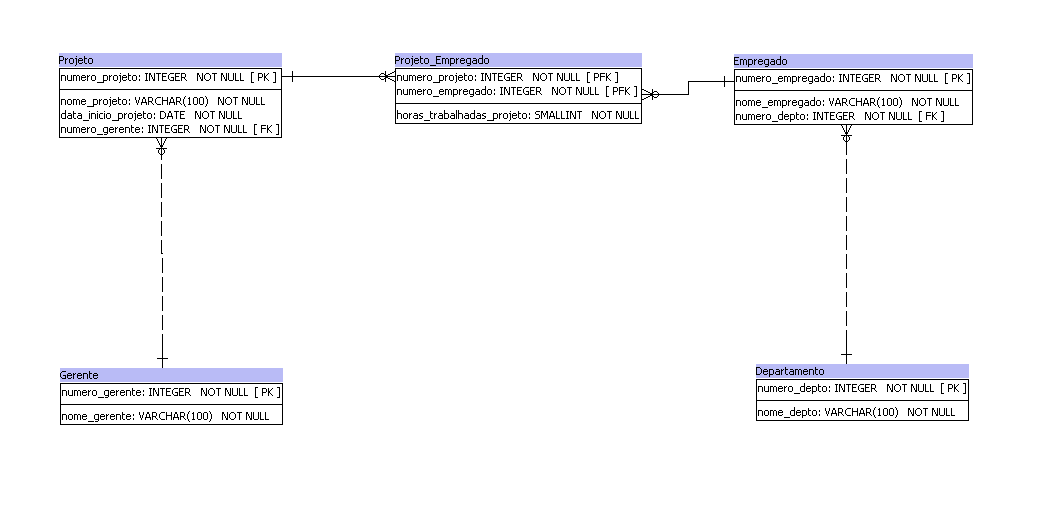 Projeto
numero_projeto: INTEGER NOT NULL [ PK ]
nome_projeto: VARCHAR(100) NOT NULL
data_inicio_projeto: DATE NOT NULL
numero_gerente: INTEGER NOT NULL [ FK ]
Projeto_Empregado
numero_projeto: INTEGER NOT NULL [ PFK ]
numero_empregado: INTEGER NOT NULL [ PFK ]
horas_trabalhadas_projeto: SMALLINT NOT NULL
Empregado
numero_empregado: INTEGER NOT NULL [ PK ]
nome_empregado: VARCHAR(100) NOT NULL
numero_depto: INTEGER NOT NULL [ FK ]
Gerente
numero_gerente: INTEGER NOT NULL [ PK ]
nome_gerente: VARCHAR(100) NOT NULL
Departamento
numero_depto: INTEGER NOT NULL [ PK ]
nome_depto: VARCHAR(100) NOT NULL